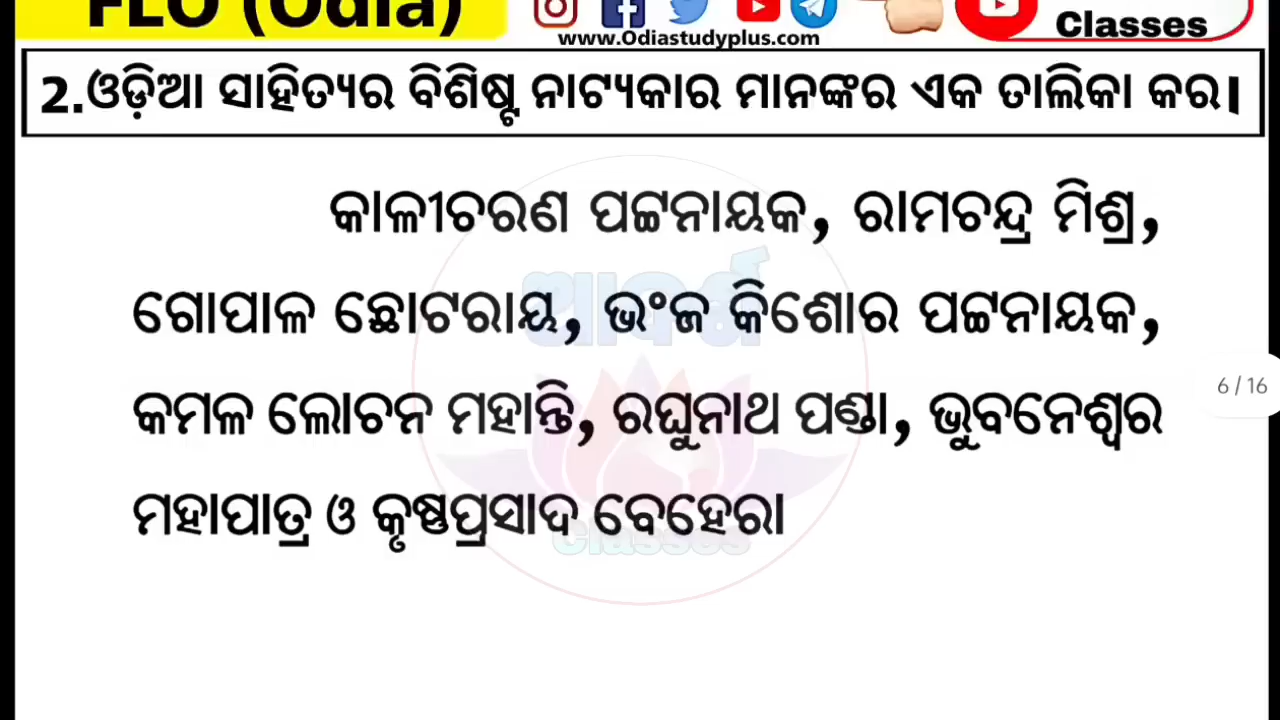 FLO (Odia)
www.Odiastudyplus.com
Classes
2.ଓଡ଼ିଆ ସାହିତ୍ୟର ବିଶିଷ୍ଟ ନାଟ୍ୟକାର ମାନଙ୍କର ଏକ ତାଲିକା କର।
କାଳୀଚରଣ ପଟ୍ଟନାୟକ, ରାମଚନ୍ଦ୍ର ମିଶ୍ର,
ଗୋପାଳ ଛୋଟରାୟ, ଭଂଜ କିଶୋର ପଟ୍ଟନାୟକ,
କମଳ ଲୋଚନ ମହାନ୍ତି, ରଘୁନାଥ ପଣ୍ଡା, ଭୁବନେଶ୍ୱର
ମହାପାତ୍ର ଓ କୃଷ୍ଣପ୍ରସାଦ ବେହେରା
6 / 16
Classes